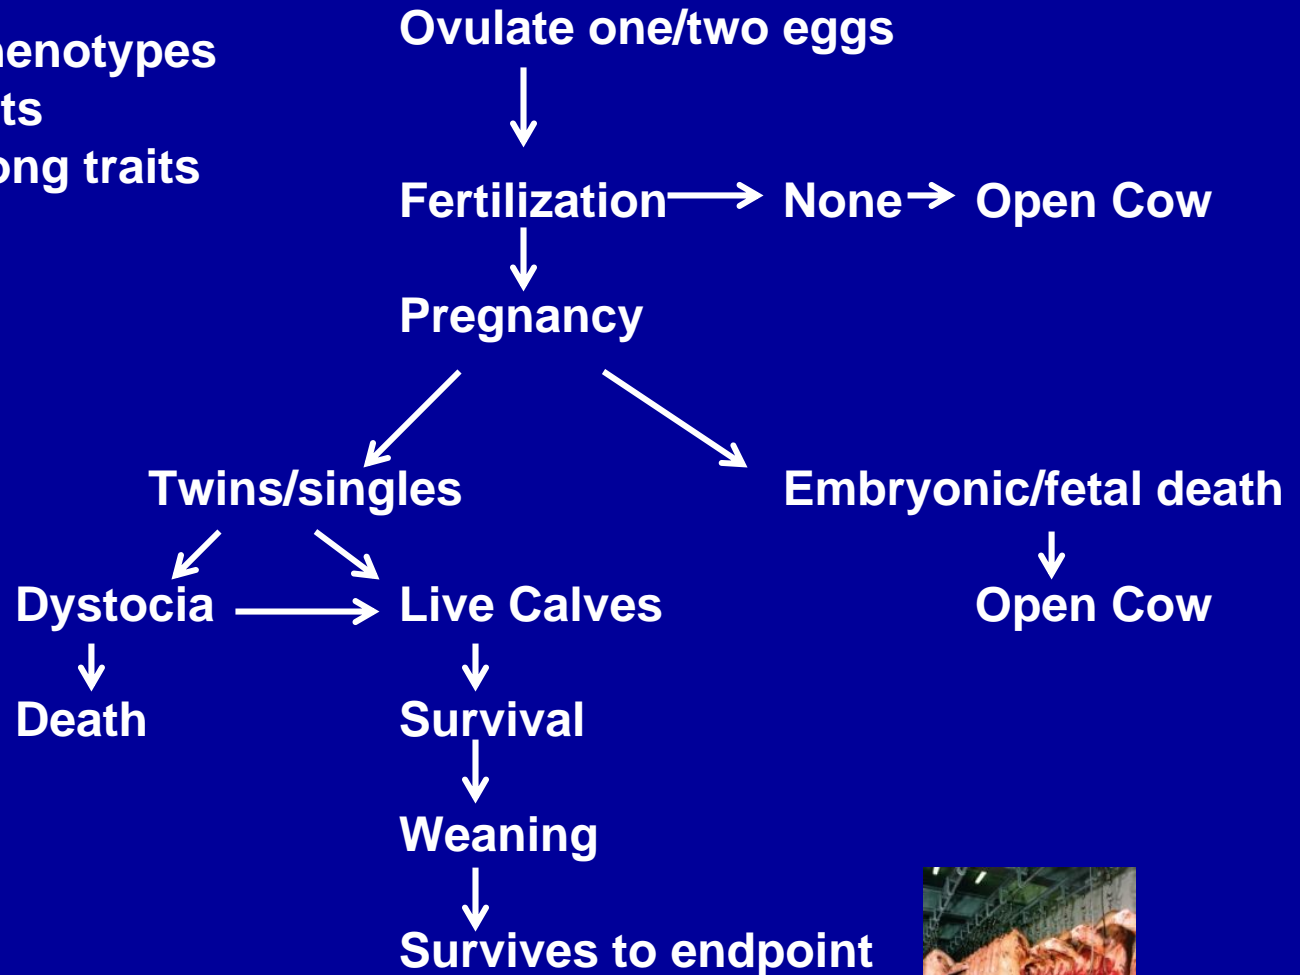 Ovulate one/two eggs
henotypes
ts
ong traits
Fertilization None Open Cow
Pregnancy
Twins/singles Embryonic/fetal death
Dystocia Live Calves Open Cow
Death Survival
Weaning
Survives to endpoint